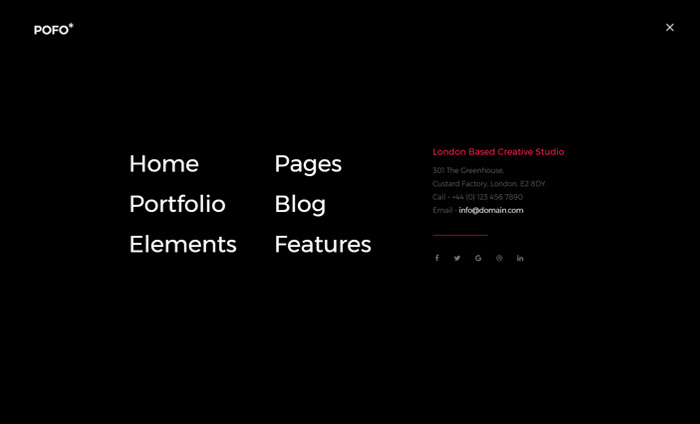 POFO*
Home
Portfolio
Elements
Pages
Blog
Features
London Based Creative Studio
301 The Greenhouse,
Custard Factory, London, E2 8DY.
Call - +44 (0) 123 456 7890
Email - info@domain.com